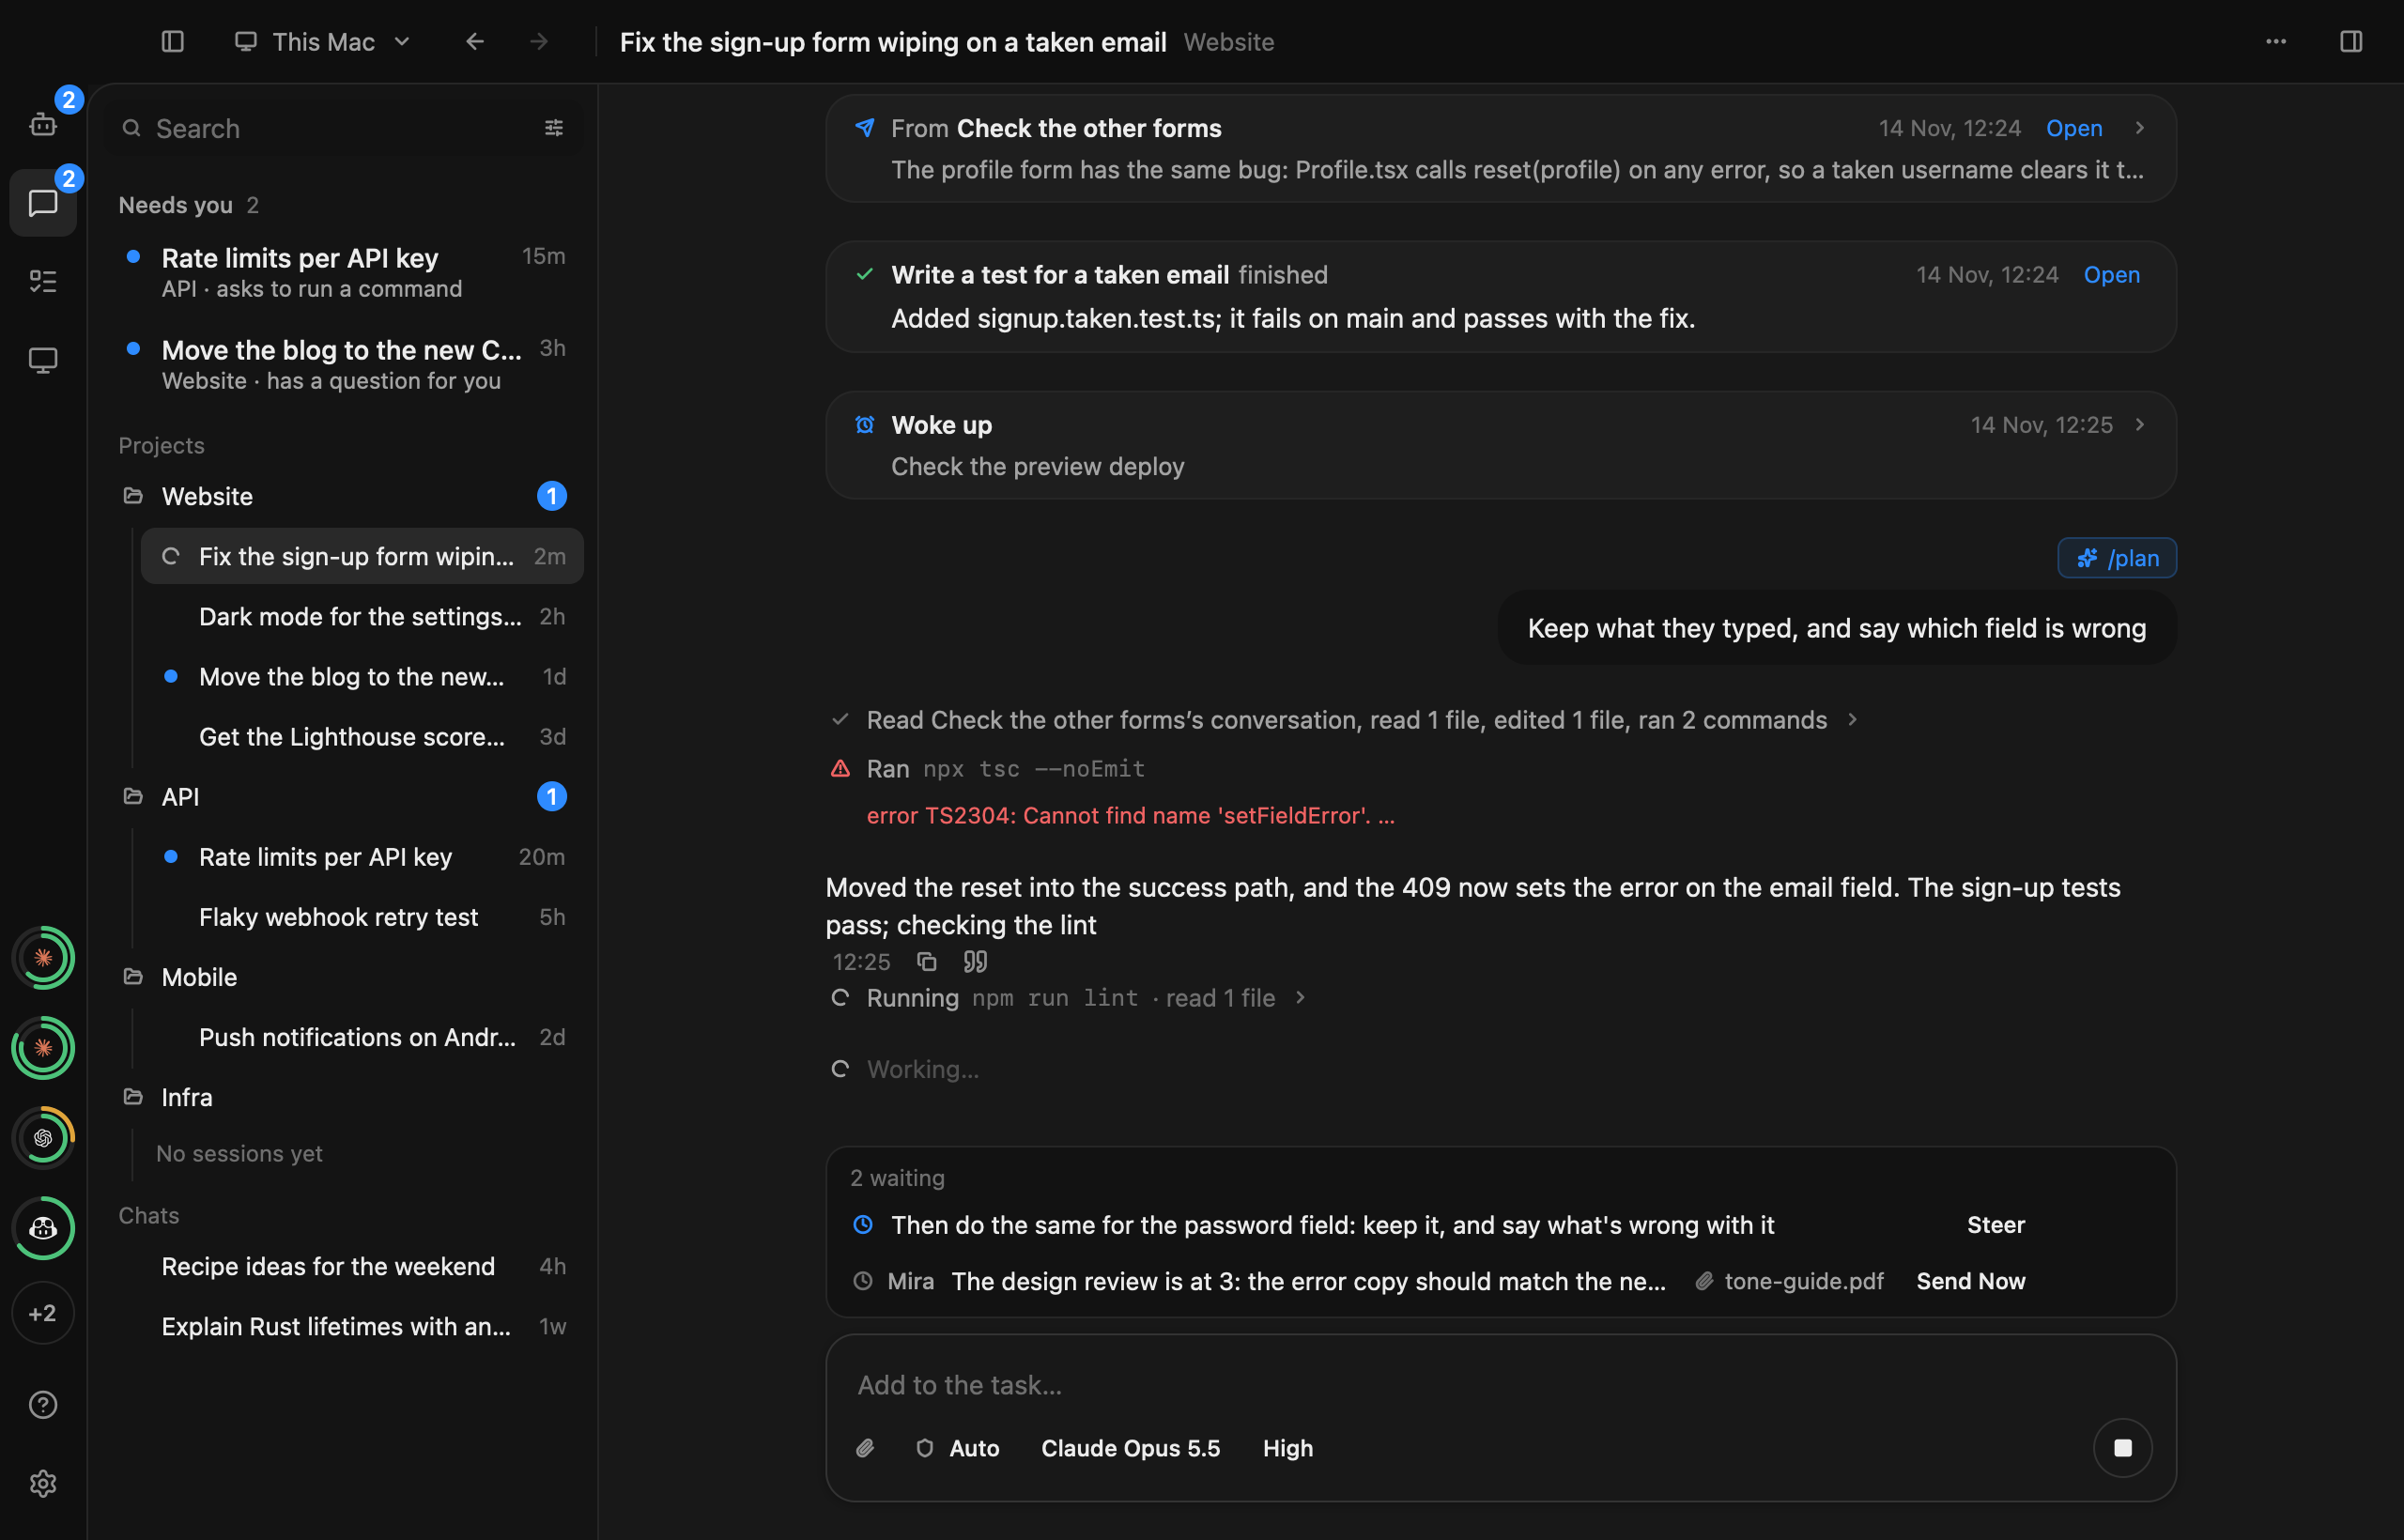 This Mac
Fix the sign-up form wiping on a taken email Website
2
2
Search
Needs you 2
Rate limits per API key 15m
API · asks to run a command
Move the blog to the new C... 3h
Website · has a question for you
Projects
Website 1
Fix the sign-up form wipin... 2m
Dark mode for the settings... 2h
Move the blog to the new... 1d
Get the Lighthouse score... 3d
API 1
Rate limits per API key 20m
Flaky webhook retry test 5h
Mobile
Push notifications on Andr... 2d
Infra
No sessions yet
Chats
Recipe ideas for the weekend 4h
Explain Rust lifetimes with an... 1w
+2
From Check the other forms 14 Nov, 12:24 Open
The profile form has the same bug: Profile.tsx calls reset(profile) on any error, so a taken username clears it t...
Write a test for a taken email finished 14 Nov, 12:24 Open
Added signup.taken.test.ts; it fails on main and passes with the fix.
Woke up 14 Nov, 12:25
Check the preview deploy
/plan
Keep what they typed, and say which field is wrong
Read Check the other forms’s conversation, read 1 file, edited 1 file, ran 2 commands
Ran npx tsc --noEmit
error TS2304: Cannot find name 'setFieldError'. ...
Moved the reset into the success path, and the 409 now sets the error on the email field. The sign-up tests
pass; checking the lint
12:25
Running npm run lint · read 1 file
Working...
2 waiting
Then do the same for the password field: keep it, and say what's wrong with it Steer
Mira The design review is at 3: the error copy should match the ne... tone-guide.pdf Send Now
Add to the task...
Auto Claude Opus 5.5 High